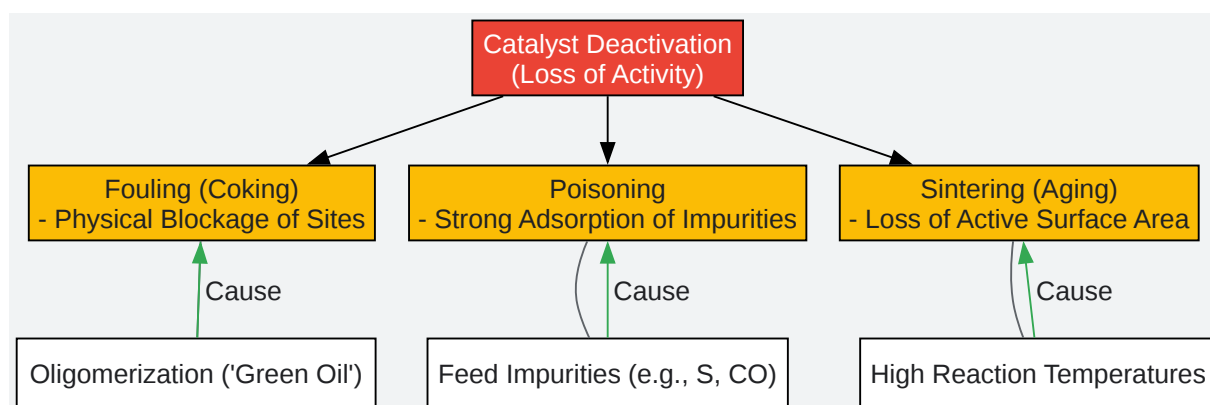 Catalyst Deactivation
(Loss of Activity)
Fouling (Coking)
- Physical Blockage of Sites
Poisoning
- Strong Adsorption of Impurities
Sintering (Aging)
- Loss of Active Surface Area
Cause
Cause
Cause
Oligomerization ('Green Oil')
Feed Impurities (e.g., S, CO)
High Reaction Temperatures